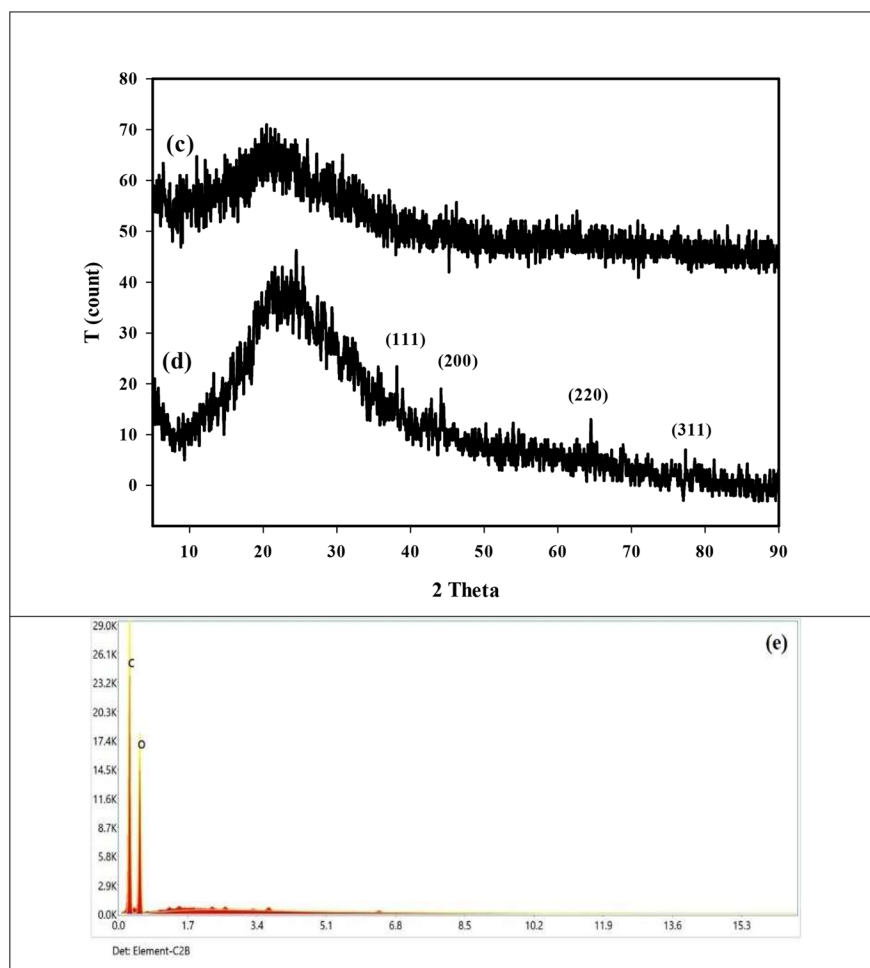 80
70
(c)
60
50
40
T (count)
30
(111)
(d)
(200)
20
(220)
10
(311)
0
10 20 30 40 50 60 70 80 90
2 Theta
29.0K
(e)
26.1K
C
23.2K
20.3K
17.4K
O
14.5K
11.6K
8.7K
5.8K
2.9K
0.0K
0.0 1.7 3.4 5.1 6.8 8.5 10.2 11.9 13.6 15.3
Det: Element-C2B